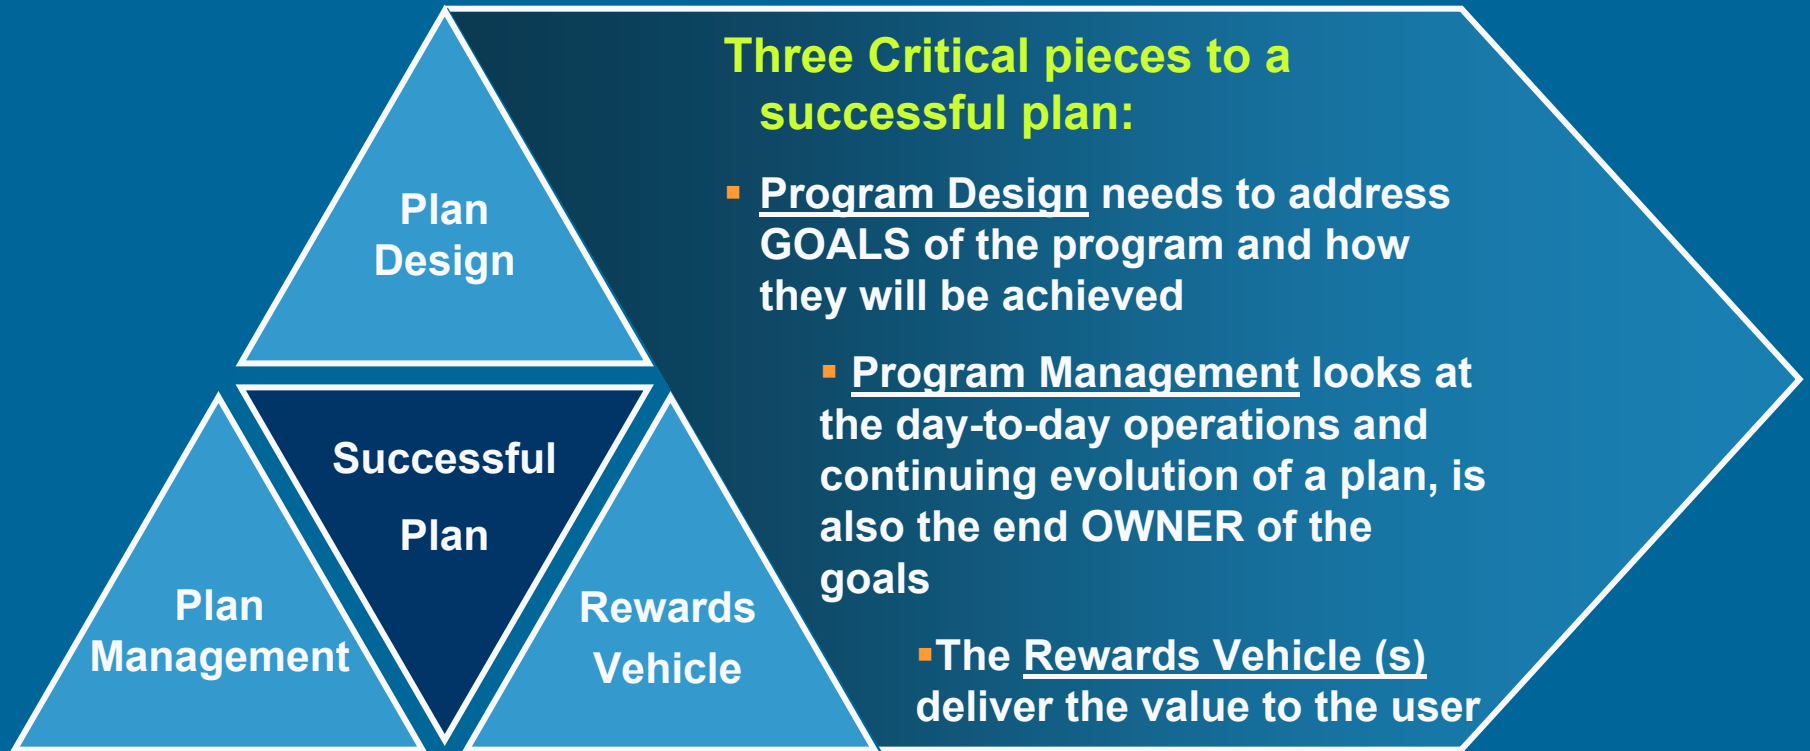 Plan
Design
Successful
Plan
Plan
Management
Rewards
Vehicle
Three Critical pieces to a
successful plan:
▪ Program Design needs to address
GOALS of the program and how
they will be achieved
▪ Program Management looks at
the day-to-day operations and
continuing evolution of a plan, is
also the end OWNER of the
goals
▪The Rewards Vehicle (s)
deliver the value to the user